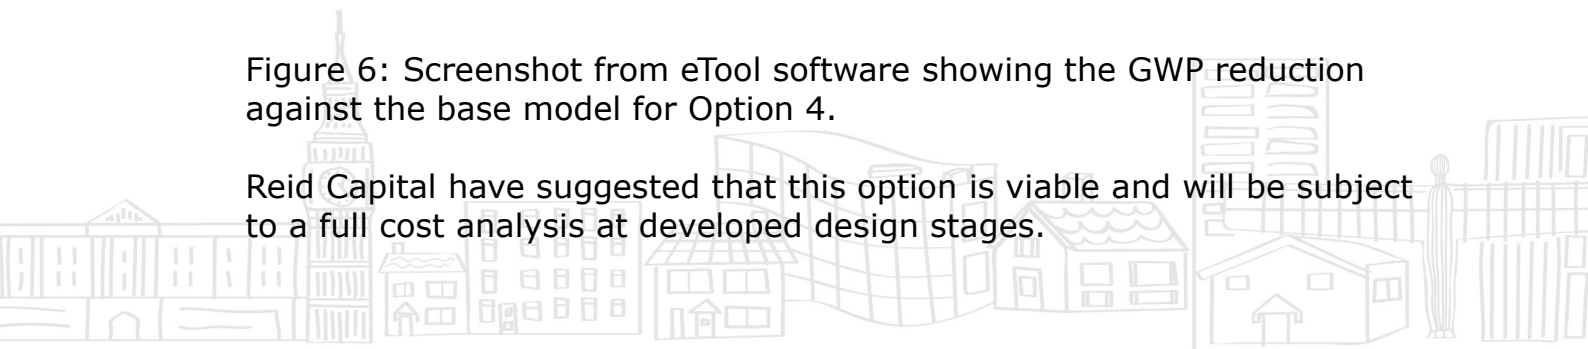 Figure 6: Screenshot from eTool software showing the GWP reduction
against the base model for Option 4.
Reid Capital have suggested that this option is viable and will be subject
to a full cost analysis at developed design stages.